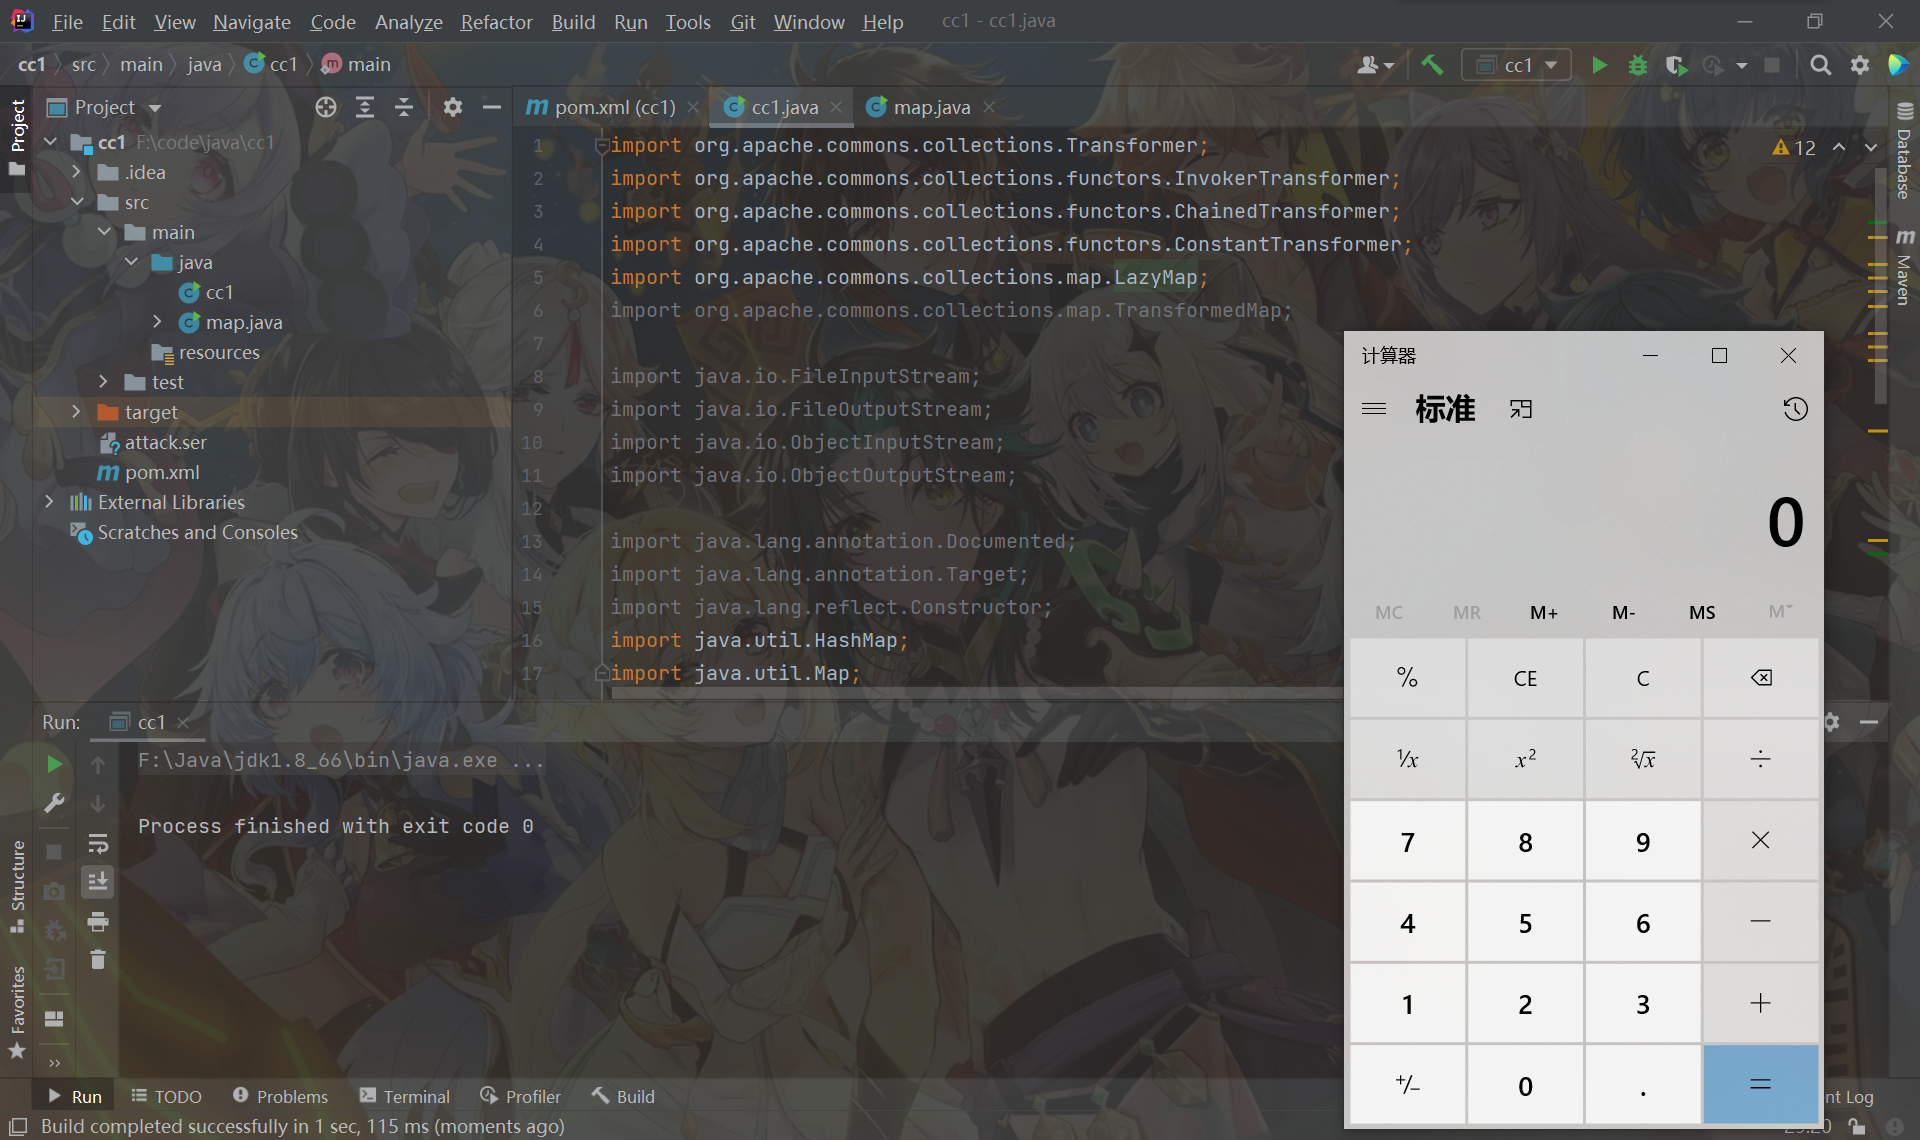 File Edit View Navigate Code Analyze Refactor Build Run Tools Git Window Help cc1 - cc1.java
cc1 src main java cc1 main
cc1
Project
pom.xml (cc1) cc1.java map.java
Project
cc1 F:\code\java\cc1
.idea
src
main
java
cc1
map.java
resources
test
target
attack.ser
pom.xml
External Libraries
Scratches and Consoles
1 import org.apache.commons.collections.Transformer;
2 import org.apache.commons.collections.functors.InvokerTransformer;
3 import org.apache.commons.collections.functors.ChainedTransformer;
4 import org.apache.commons.collections.functors.ConstantTransformer;
5 import org.apache.commons.collections.map.LazyMap;
6 import org.apache.commons.collections.map.TransformedMap;
7
8 import java.io.FileInputStream;
9 import java.io.FileOutputStream;
10 import java.io.ObjectInputStream;
11 import java.io.ObjectOutputStream;
12
13 import java.lang.annotation.Documented;
14 import java.lang.annotation.Target;
15 import java.lang.reflect.Constructor;
16 import java.util.HashMap;
17 import java.util.Map;
12
Database
Maven
计算器
标准
0
MC MR M+ M- MS M˅
% CE C
1/x x² ²√x ÷
7 8 9 ×
4 5 6 −
1 2 3 +
+/− 0 . =
Run: cc1
F:\Java\jdk1.8_66\bin\java.exe ...
Process finished with exit code 0
Structure
Favorites
Run TODO Problems Terminal Profiler Build
nt Log
Build completed successfully in 1 sec, 115 ms (moments ago)